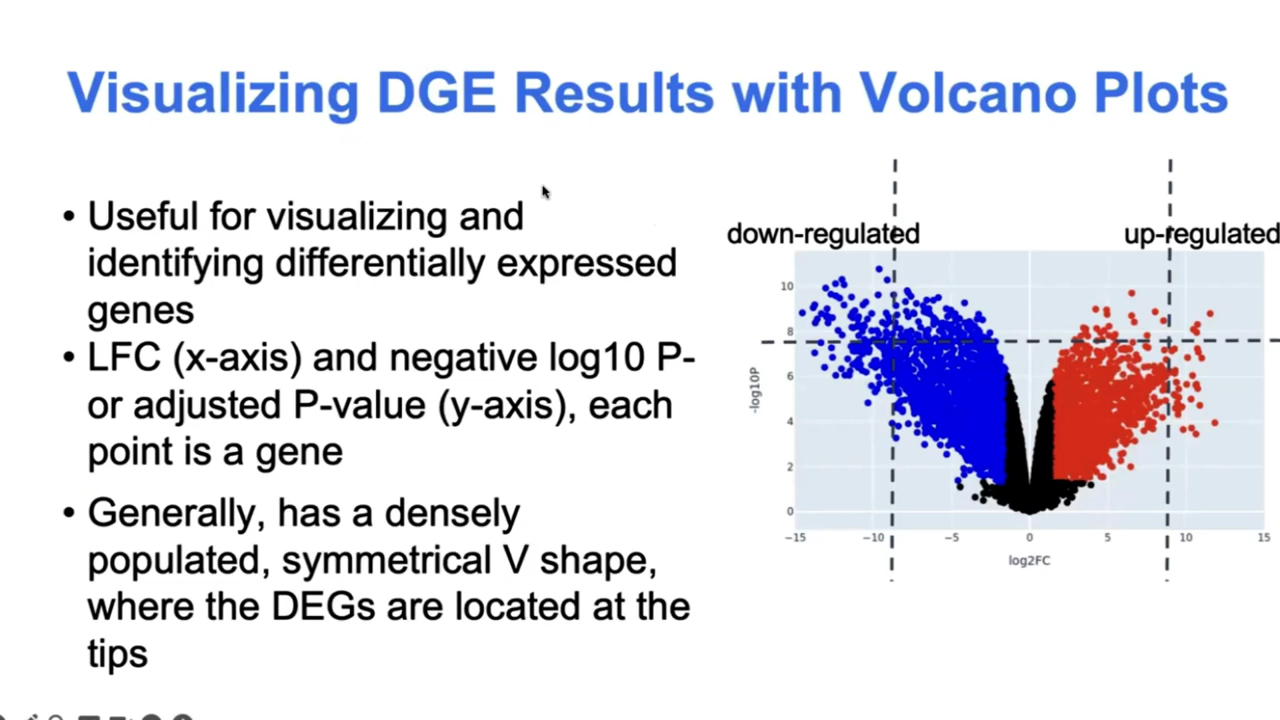 Visualizing DGE Results with Volcano Plots
• Useful for visualizing and
identifying differentially expressed
genes
• LFC (x-axis) and negative log10 P-
or adjusted P-value (y-axis), each
point is a gene
• Generally, has a densely
populated, symmetrical V shape,
where the DEGs are located at the
tips
down-regulated
up-regulated
10
8
6
4
2
0
-log10P
−15 −10 −5 0 5 10 15
log2FC